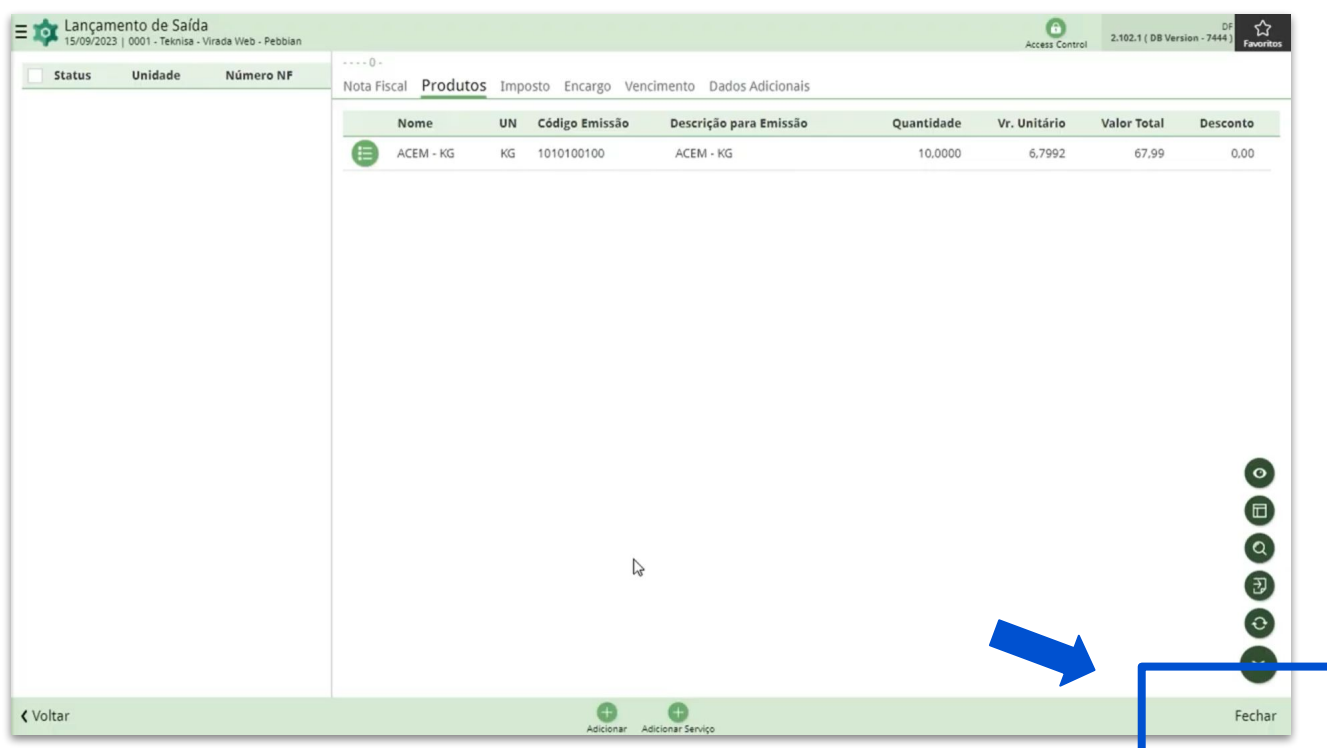 Lançamento de Saída
15/09/2023 | 0001 - Teknisa - Virada Web - Pebbian
Access Control
DF
2.102.1 ( DB Version - 7444 )
Favoritos
Status Unidade Número NF
- - - - 0 -
Nota Fiscal Produtos Imposto Encargo Vencimento Dados Adicionais
Nome UN Código Emissão Descrição para Emissão Quantidade Vr. Unitário Valor Total Desconto
ACEM - KG KG 1010100100 ACEM - KG 10,0000 6,7992 67,99 0,00
Voltar
Adicionar
Adicionar Serviço
Fechar